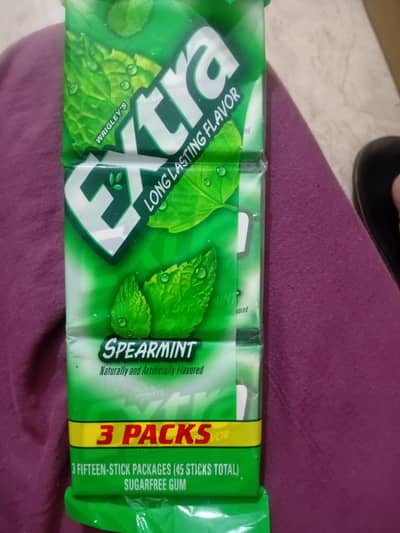 WRIGLEY'S
Extra
LONG LASTING FLAVOR
SPEARMINT
Naturally and Artificially Flavored
3 PACKS
3 FIFTEEN-STICK PACKAGES (45 STICKS TOTAL)
SUGARFREE GUM